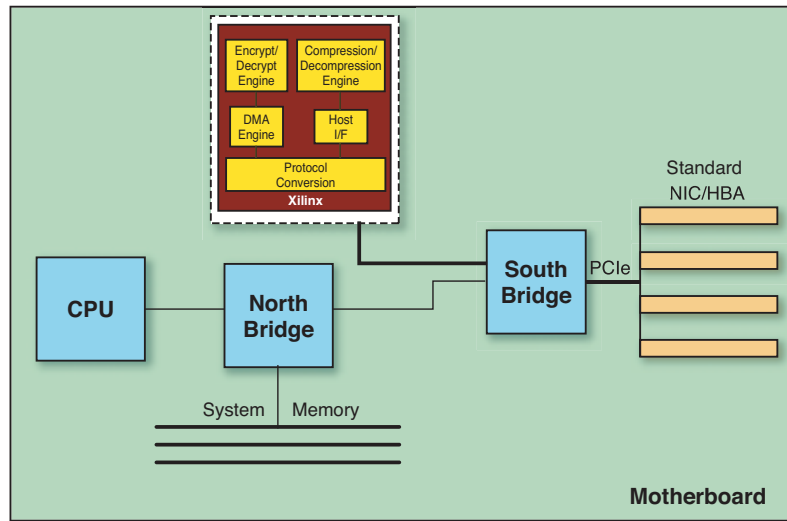 Encrypt/
Decrypt
Engine
Compression/
Decompression
Engine
DMA
Engine
Host
I/F
Protocol
Conversion
Xilinx
Standard
NIC/HBA
CPU
North
Bridge
South
Bridge
PCIe
System Memory
Motherboard